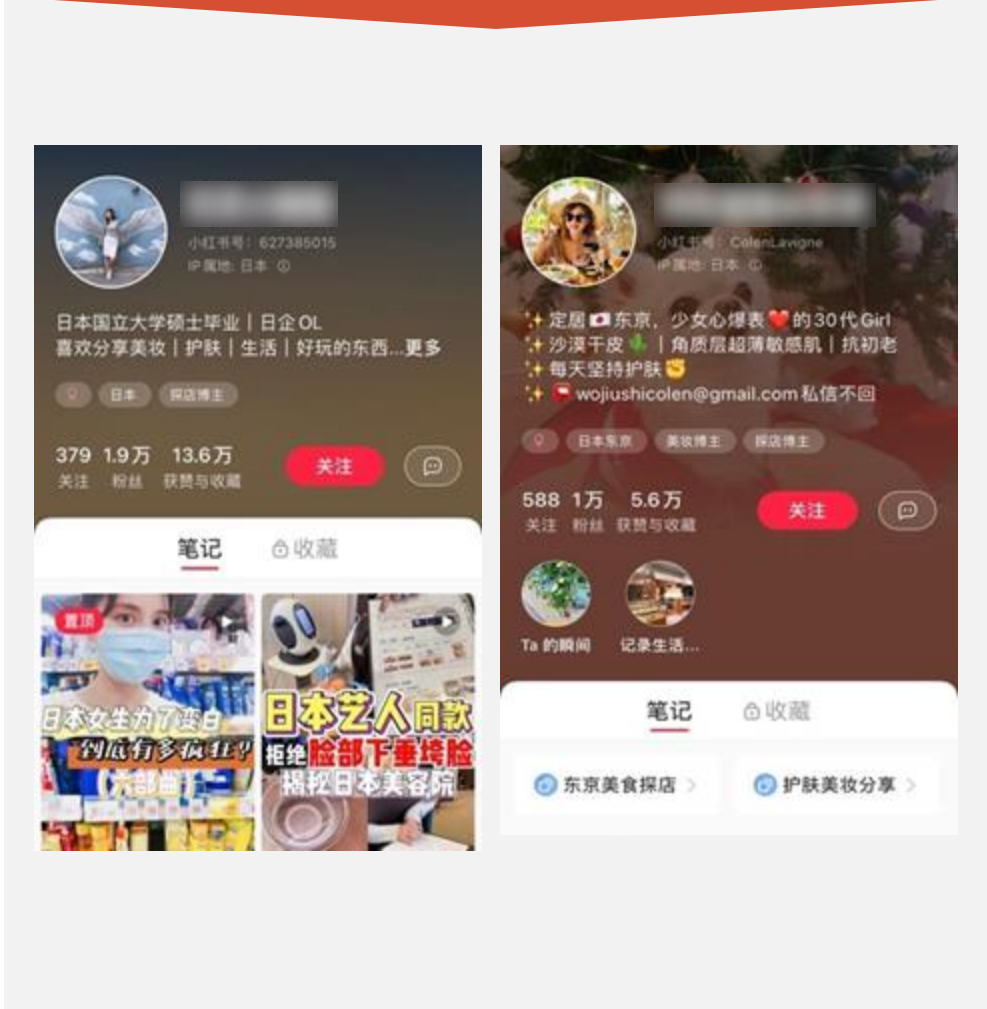 小红书号：627385015
IP属地: 日本
日本国立大学硕士毕业｜日企OL
喜欢分享美妆｜护肤｜生活｜好玩的东西...更多
日本 探店博主
379 1.9万 13.6万
关注 粉丝 获赞与收藏
关注
笔记 收藏
置顶
日本女生为了变白
到底有多疯狂？
（六部曲）
日本艺人同款
拒绝脸部下垂垮脸
揭秘日本美容院
小红书号：ColenLavigne
IP属地: 日本
✨定居🇯🇵东京，少女心爆表❤️的30代Girl
✨沙漠干皮🌵｜角质层超薄敏感肌｜抗初老
✨每天坚持护肤✊
✨📮wojiushicolen@gmail.com私信不回
日本东京 美妆博主 探店博主
588 1万 5.6万
关注 粉丝 获赞与收藏
关注
Ta 的瞬间 记录生活...
笔记 收藏
东京美食探店 护肤美妆分享